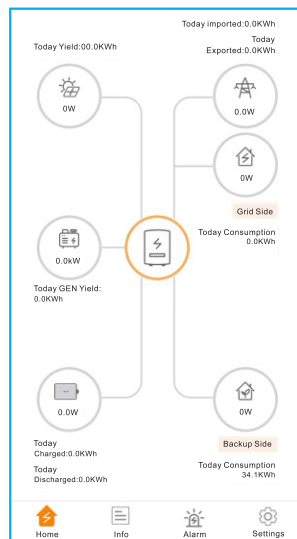 Today imported:0.0KWh
Today Yield:00.0KWh
Today
Exported:0.0KWh
0W
0.0W
0W
Grid Side
Today Consumption
0.0KWh
0.0kW
Today GEN Yield:
0.0KWh
0.0W
0W
Backup Side
Today
Charged:0.0KWh
Today
Discharged:0.0KWh
Today Consumption
34.1KWh
Home
Info
Alarm
Settings